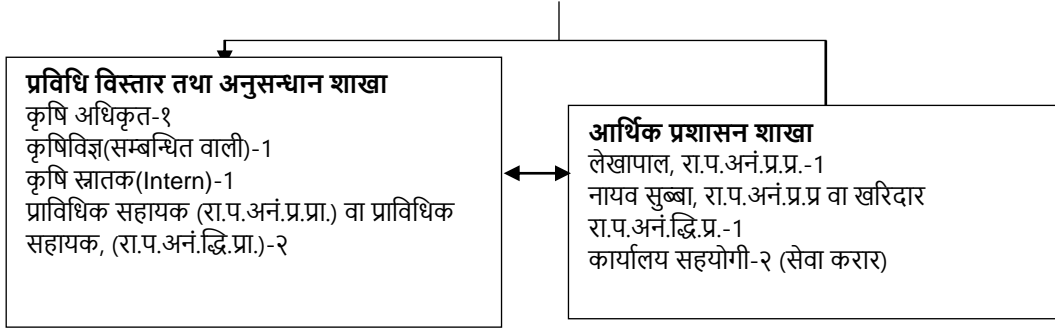 प्रविधि विस्तार तथा अनुसन्धान शाखा
कृषि अधिकृत-१
कृषिविज्ञ(सम्बन्धित वाली)-1
कृषि स्नातक(Intern)-1
प्राविधिक सहायक (रा.प.अनं.प्र.प्रा.) वा प्राविधिक
सहायक, (रा.प.अनं.द्धि.प्रा.)-२
आर्थिक प्रशासन शाखा
लेखापाल, रा.प.अनं.प्र.प्र.-1
नायव सुब्बा, रा.प.अनं.प्र.प्र वा खरिदार
रा.प.अनं.द्धि.प्र.-1
कार्यालय सहयोगी-२ (सेवा करार)